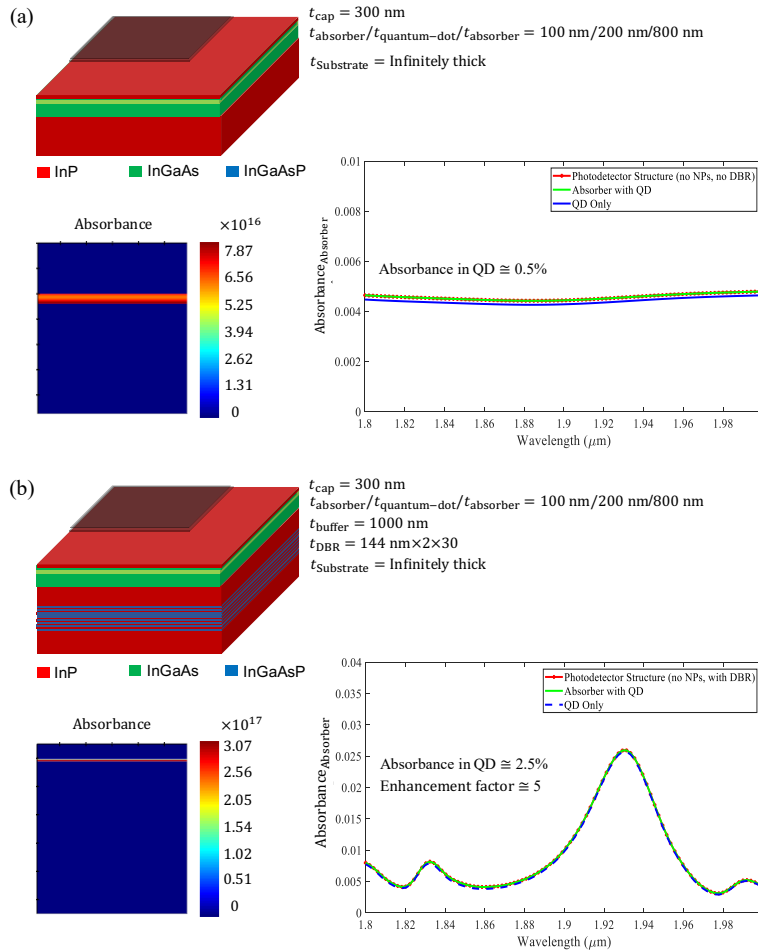 (a)
t_cap = 300 nm
t_absorber/t_quantum−dot/t_absorber = 100 nm/200 nm/800 nm
t_Substrate = Infinitely thick
InP
InGaAs
InGaAsP
Absorbance
×10^16
7.87
6.56
5.25
3.94
2.62
1.31
0
0.01
0.008
0.006
0.004
0.002
0
Absorbance_Absorber
Photodetector Structure (no NPs, no DBR)
Absorber with QD
QD Only
Absorbance in QD ≅ 0.5%
1.8
1.82
1.84
1.86
1.88
1.9
1.92
1.94
1.96
1.98
Wavelength (μm)
(b)
t_cap = 300 nm
t_absorber/t_quantum−dot/t_absorber = 100 nm/200 nm/800 nm
t_buffer = 1000 nm
t_DBR = 144 nm×2×30
t_Substrate = Infinitely thick
InP
InGaAs
InGaAsP
Absorbance
×10^17
3.07
2.56
2.05
1.54
1.02
0.51
0
0.04
0.035
0.03
0.025
0.02
0.015
0.01
0.005
0
Absorbance_Absorber
Photodetector Structure (no NPs, with DBR)
Absorber with QD
QD Only
Absorbance in QD ≅ 2.5%
Enhancement factor ≅ 5
1.8
1.82
1.84
1.86
1.88
1.9
1.92
1.94
1.96
1.98
Wavelength (μm)